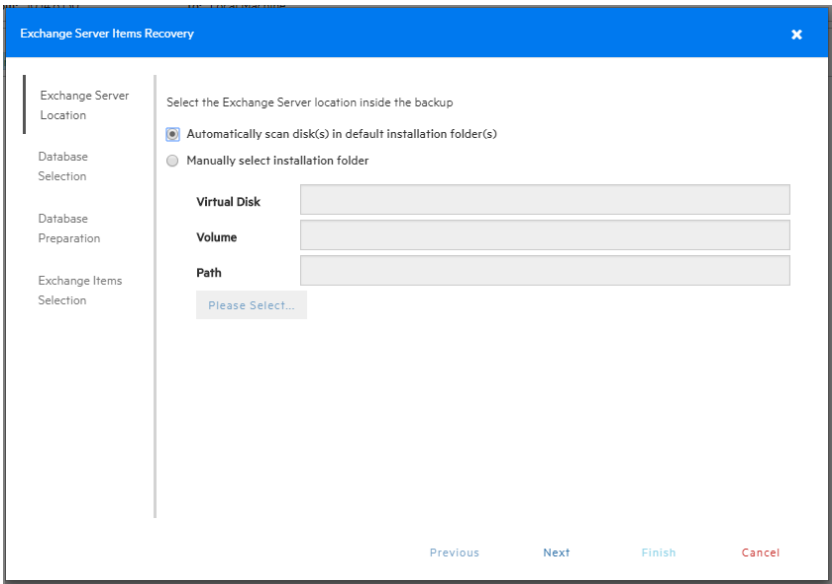 Exchange Server Items Recovery
Exchange Server
Location
Database
Selection
Database
Preparation
Exchange Items
Selection
Select the Exchange Server location inside the backup
Automatically scan disk(s) in default installation folder(s)
Manually select installation folder
Virtual Disk
Volume
Path
Please Select...
Previous
Next
Finish
Cancel